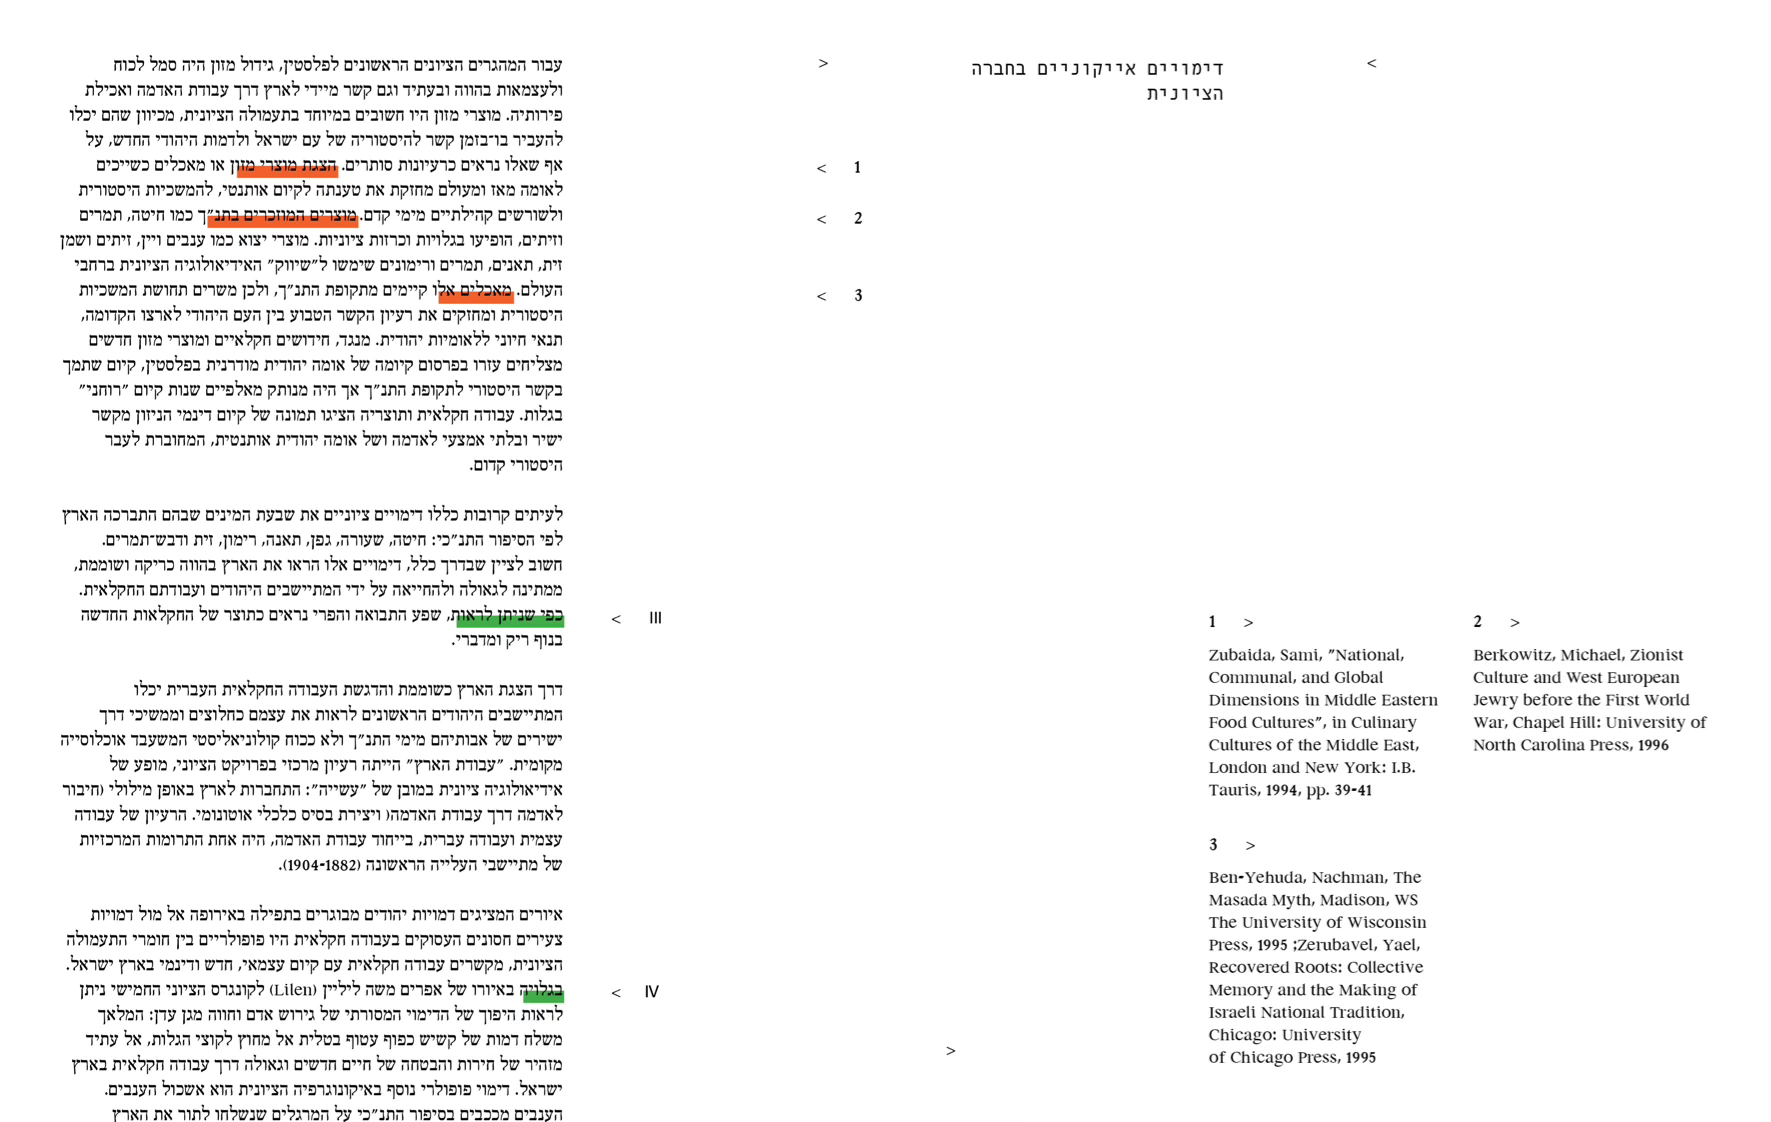 דימויים אייקוניים בחברה
הציונית
עבור המהגרים הציונים הראשונים לפלסטין, גידול מזון היה סמל לכוח
ולעצמאות בהווה ובעתיד וגם קשר מיידי לארץ דרך עבודת האדמה ואכילת
פירותיה. מוצרי מזון היו חשובים במיוחד בתעמולה הציונית, מכיוון שהם יכלו
להעביר בו־בזמן קשר להיסטוריה של עם ישראל ולדמות היהודי החדש, על
אף שאלו נראים כרעיונות סותרים. הצגת מוצרי מזון או מאכלים כשייכים
לאומה מאז ומעולם מחזקת את טענתה לקיום אותנטי, להמשכיות היסטורית
ולשורשים קהילתיים מימי קדם. מוצרים המוזכרים בתנ״ך כמו חיטה, תמרים
וזיתים, הופיעו בגלויות וכרזות ציוניות. מוצרי יצוא כמו ענבים ויין, זיתים ושמן
זית, תאנים, תמרים ורימונים שימשו ל״שיווק״ האידיאולוגיה הציונית ברחבי
העולם. מאכלים אלו קיימים מתקופת התנ״ך, ולכן משרים תחושת המשכיות
היסטורית ומחזקים את רעיון הקשר הטבוע בין העם היהודי לארצו הקדומה,
תנאי חיוני ללאומיות יהודית. מנגד, חידושים חקלאיים ומוצרי מזון חדשים
מצליחים עזרו בפרסום קיומה של אומה יהודית מודרנית בפלסטין, קיום שתמך
בקשר היסטורי לתקופת התנ״ך אך היה מנותק מאלפיים שנות קיום ״רוחני״
בגלות. עבודה חקלאית ותוצריה הציגו תמונה של קיום דינמי הניזון מקשר
ישיר ובלתי אמצעי לאדמה ושל אומה יהודית אותנטית, המחוברת לעבר
היסטורי קדום.
לעיתים קרובות כללו דימויים ציוניים את שבעת המינים שבהם התברכה הארץ
לפי הסיפור התנ״כי: חיטה, שעורה, גפן, תאנה, רימון, זית ודבש־תמרים.
חשוב לציין שבדרך כלל, דימויים אלו הראו את הארץ בהווה כריקה ושוממת,
ממתינה לגאולה ולהחייאה על ידי המתיישבים היהודים ועבודתם החקלאית.
כפי שניתן לראות, שפע התבואה והפרי נראים כתוצר של החקלאות החדשה
בנוף ריק ומדברי.
דרך הצגת הארץ כשוממת והדגשת העבודה החקלאית העברית יכלו
המתיישבים היהודים הראשונים לראות את עצמם כחלוצים וממשיכי דרך
ישירים של אבותיהם מימי התנ״ך ולא ככוח קולוניאליסטי המשעבד אוכלוסייה
מקומית. ״עבודת הארץ״ הייתה רעיון מרכזי בפרויקט הציוני, מופע של
אידיאולוגיה ציונית במובן של ״עשייה״: התחברות לארץ באופן מילולי (חיבור
לאדמה דרך עבודת האדמה( ויצירת בסיס כלכלי אוטונומי. הרעיון של עבודה
עצמית ועבודה עברית, בייחוד עבודת האדמה, היה אחת התרומות המרכזיות
של מתיישבי העלייה הראשונה (1904-1882).
איורים המציגים דמויות יהודים מבוגרים בתפילה באירופה אל מול דמויות
צעירים חסונים העסוקים בעבודה חקלאית היו פופולריים בין חומרי התעמולה
הציונית, מקשרים עבודה חקלאית עם קיום עצמאי, חדש ודינמי בארץ ישראל.
בגלויה באיורו של אפרים משה ליליין (Lilen) לקונגרס הציוני החמישי ניתן
לראות היפוך של הדימוי המסורתי של גירוש אדם וחווה מגן עדן: המלאך
משלח דמות של קשיש כפוף עטוף בטלית אל מחוץ לקוצי הגלות, אל עתיד
מזהיר של חירות והבטחה של חיים חדשים וגאולה דרך עבודה חקלאית בארץ
ישראל. דימוי פופולרי נוסף באיקונוגרפיה הציונית הוא אשכול הענבים.
הענבים מככבים בסיפור התנ״כי על המרגלים שנשלחו לתור את הארץ
< 1
< 2
< 3
< III
< IV
1 >
Zubaida, Sami, "National,
Communal, and Global
Dimensions in Middle Eastern
Food Cultures", in Culinary
Cultures of the Middle East,
London and New York: I.B.
Tauris, 1994, pp. 39-41
2 >
Berkowitz, Michael, Zionist
Culture and West European
Jewry before the First World
War, Chapel Hill: University of
North Carolina Press, 1996
3 >
Ben-Yehuda, Nachman, The
Masada Myth, Madison, WS
The University of Wisconsin
Press, 1995 ;Zerubavel, Yael,
Recovered Roots: Collective
Memory and the Making of
Israeli National Tradition,
Chicago: University
of Chicago Press, 1995